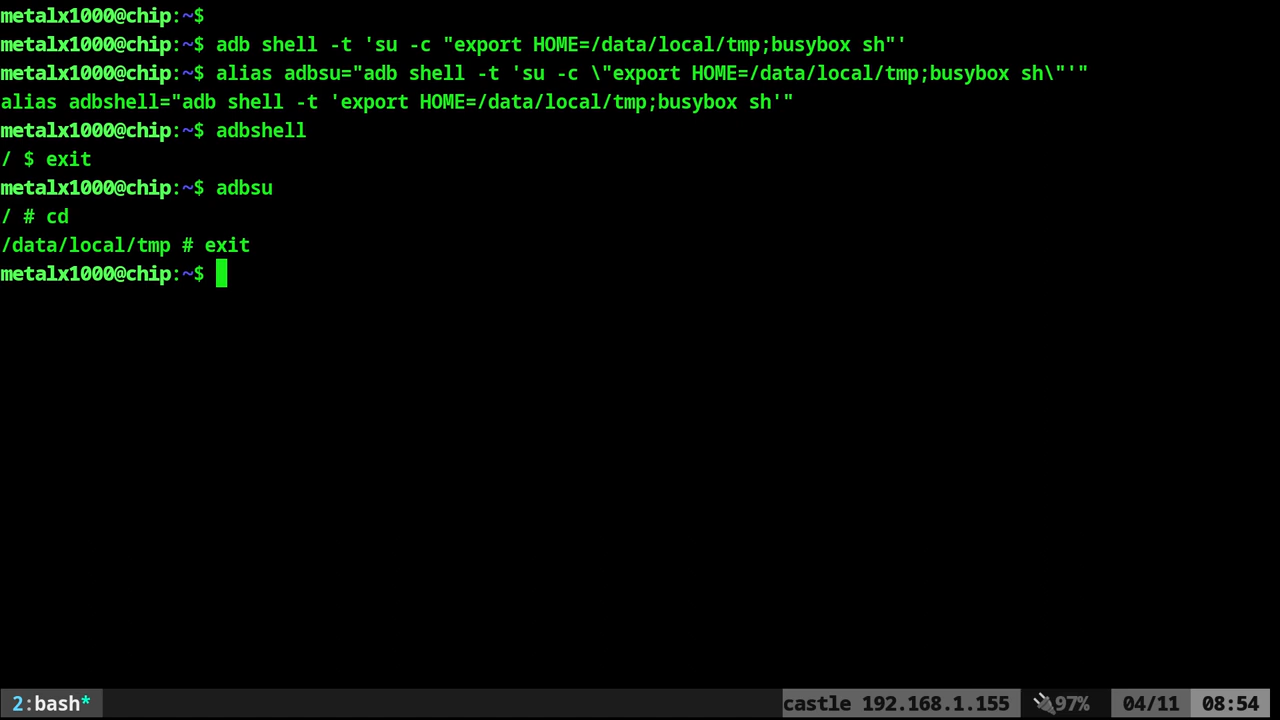 metalx1000@chip:~$
metalx1000@chip:~$ adb shell -t 'su -c "export HOME=/data/local/tmp;busybox sh"'
metalx1000@chip:~$ alias adbsu="adb shell -t 'su -c \"export HOME=/data/local/tmp;busybox sh\"'"
alias adbshell="adb shell -t 'export HOME=/data/local/tmp;busybox sh'"
metalx1000@chip:~$ adbshell
/ $ exit
metalx1000@chip:~$ adbsu
/ # cd
/data/local/tmp # exit
metalx1000@chip:~$
2:bash* castle 192.168.1.155 97% 04/11 08:54